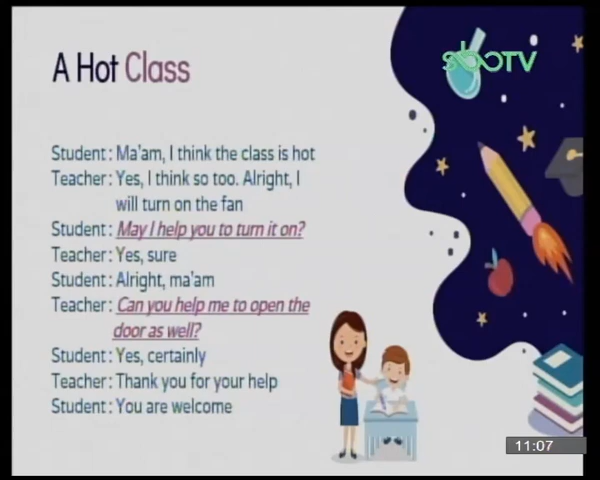 sboTV
A Hot Class
Student: Ma'am, I think the class is hot
Teacher: Yes, I think so too. Alright, I
will turn on the fan
Student: May I help you to turn it on?
Teacher: Yes, sure
Student: Alright, ma'am
Teacher: Can you help me to open the
door as well?
Student: Yes, certainly
Teacher: Thank you for your help
Student: You are welcome
11:07